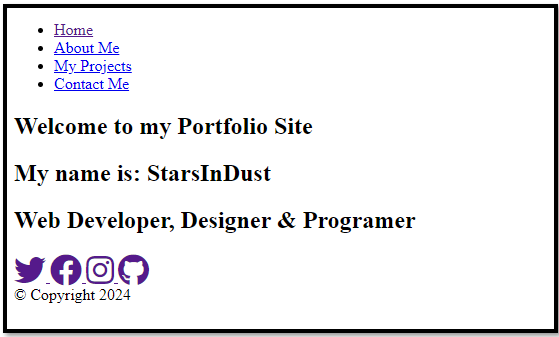 Home
About Me
My Projects
Contact Me
Welcome to my Portfolio Site
My name is: StarsInDust
Web Developer, Designer & Programer
© Copyright 2024